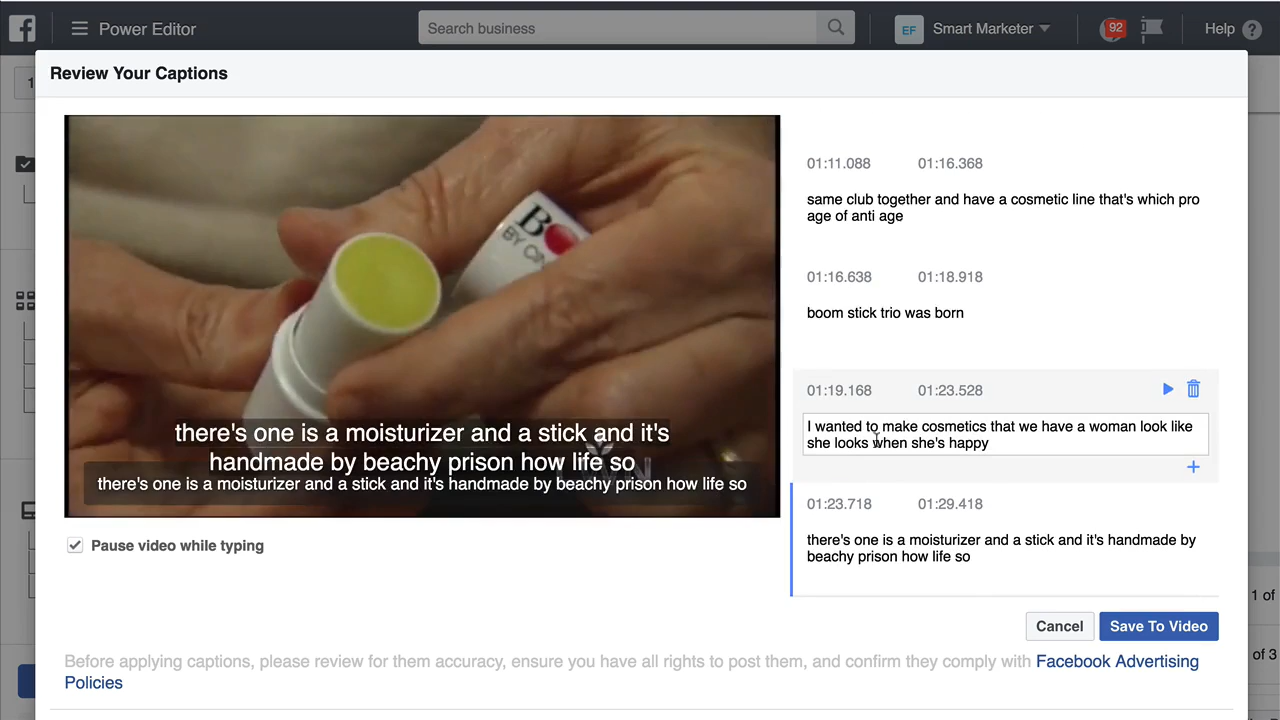 Power Editor
Search business
EF
Smart Marketer
92
Help
Review Your Captions
BY CIN
there's one is a moisturizer and a stick and it's
handmade by beachy prison how life so
there's one is a moisturizer and a stick and it's handmade by beachy prison how life so
Pause video while typing
01:11.088 01:16.368
same club together and have a cosmetic line that's which pro
age of anti age
01:16.638 01:18.918
boom stick trio was born
01:19.168 01:23.528
I wanted to make cosmetics that we have a woman look like
she looks when she's happy
01:23.718 01:29.418
there's one is a moisturizer and a stick and it's handmade by
beachy prison how life so
Cancel
Save To Video
Before applying captions, please review for them accuracy, ensure you have all rights to post them, and confirm they comply with Facebook Advertising
Policies
1 of
of 3